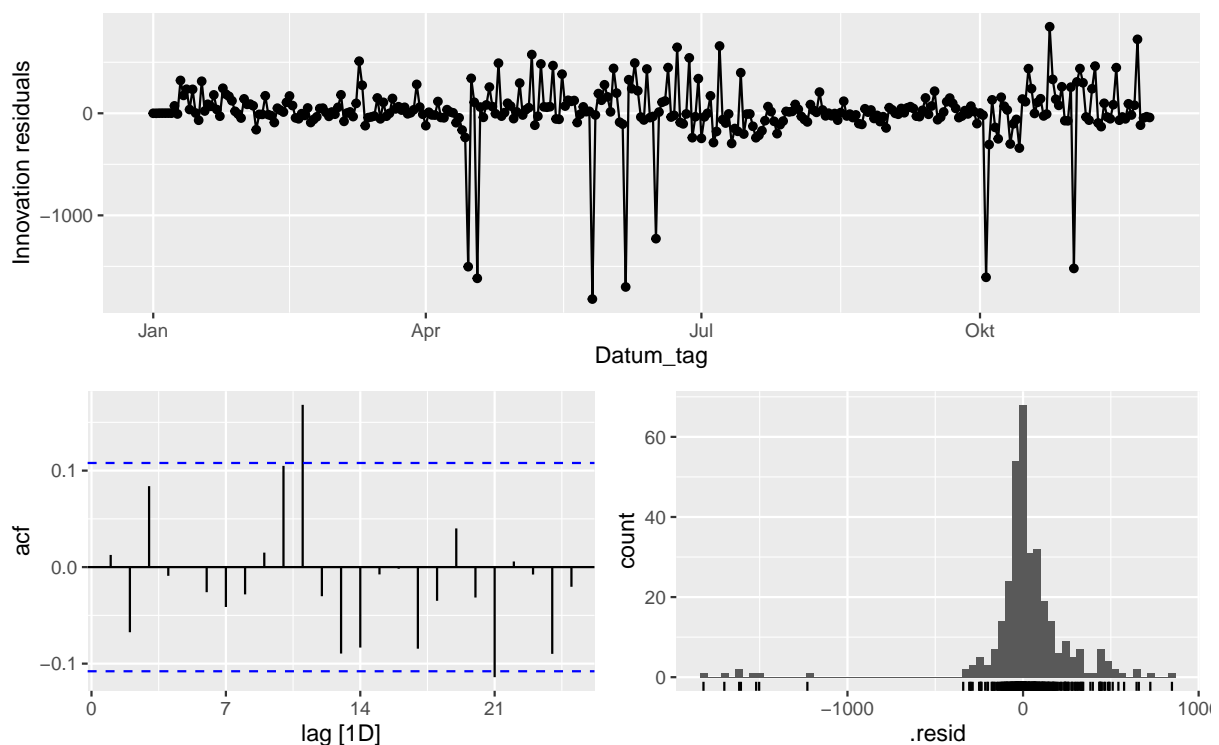 Innovation residuals
0
−1000
Jan
Apr
Jul
Okt
Datum_tag
acf
0.1
0.0
−0.1
0
7
14
21
lag [1D]
count
60
40
20
0
−1000
0
1000
.resid